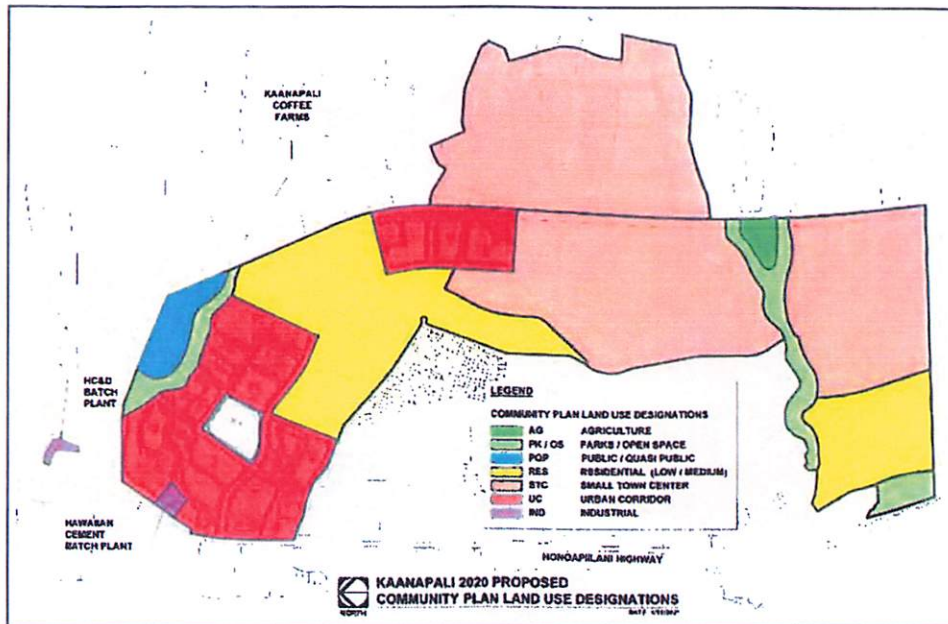 KAANAPALI
COFFEE
FARMS
HC&D
BATCH
PLANT
HAWAIIAN
CEMENT
BATCH PLANT
LEGEND
COMMUNITY PLAN LAND USE DESIGNATIONS
AG AGRICULTURE
PK / OS PARKS / OPEN SPACE
PQP PUBLIC / QUASI PUBLIC
RES RSIDENTIAL (LOW / MEDIUM)
STC SMALL TOWN CENTER
UC URBAN CORRIDOR
IND INDUSTRIAL
HONOAPIILANI HIGHWAY
NORTH
KAANAPALI 2020 PROPOSED
COMMUNITY PLAN LAND USE DESIGNATIONS
DATE